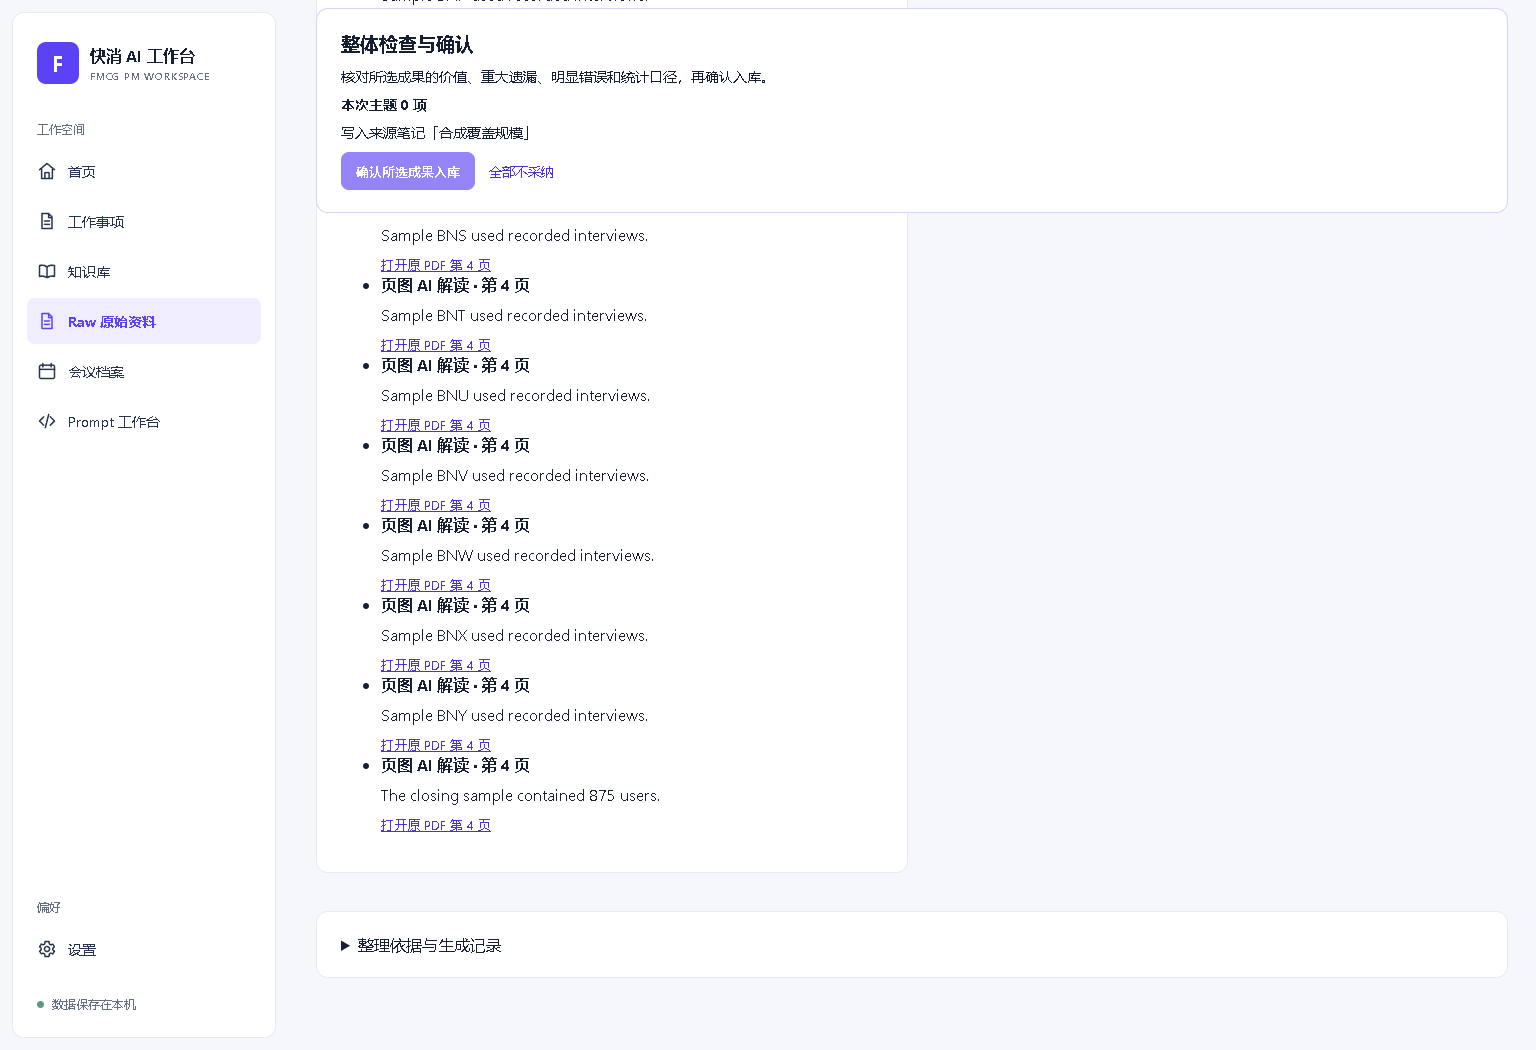 F
快消 AI 工作台
FMCG PM WORKSPACE
工作空间
首页
工作事项
知识库
Raw 原始资料
会议档案
Prompt 工作台
偏好
设置
数据保存在本机
整体检查与确认
核对所选成果的价值、重大遗漏、明显错误和统计口径，再确认入库。
本次主题 0 项
写入来源笔记「合成覆盖规模」
确认所选成果入库 全部不采纳
Sample BNS used recorded interviews.
打开原 PDF 第 4 页
页图 AI 解读 · 第 4 页
Sample BNT used recorded interviews.
打开原 PDF 第 4 页
页图 AI 解读 · 第 4 页
Sample BNU used recorded interviews.
打开原 PDF 第 4 页
页图 AI 解读 · 第 4 页
Sample BNV used recorded interviews.
打开原 PDF 第 4 页
页图 AI 解读 · 第 4 页
Sample BNW used recorded interviews.
打开原 PDF 第 4 页
页图 AI 解读 · 第 4 页
Sample BNX used recorded interviews.
打开原 PDF 第 4 页
页图 AI 解读 · 第 4 页
Sample BNY used recorded interviews.
打开原 PDF 第 4 页
页图 AI 解读 · 第 4 页
The closing sample contained 875 users.
打开原 PDF 第 4 页
整理依据与生成记录